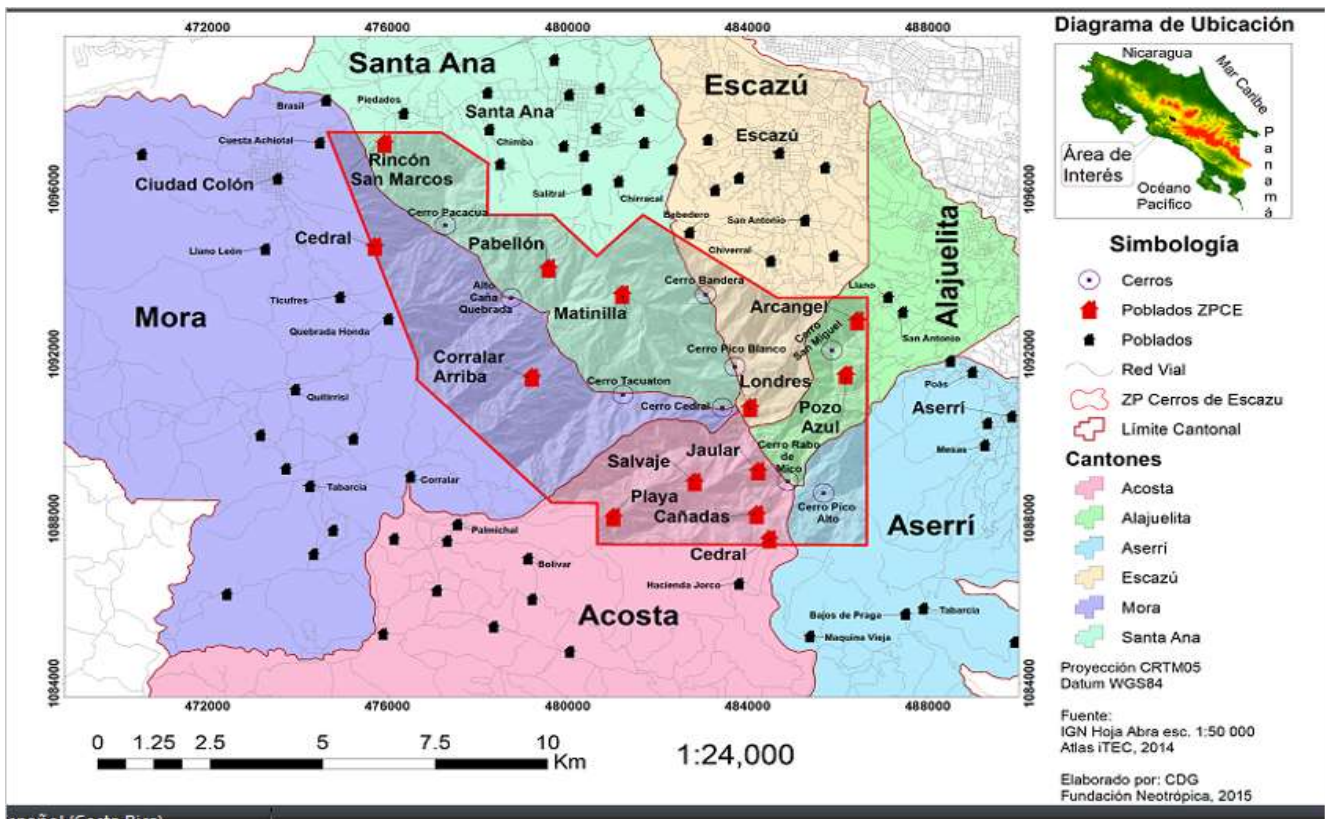 472000
476000
480000
484000
488000
1096000
1092000
1088000
1084000
Santa Ana
Escazú
Brasil
Piedados
Santa Ana
Cuesta Achiotal
Chimba
Escazú
Rincón
San Marcos
Ciudad Colón
Salitral
Chirracal
Cerro Pacacua
Bebedero
San Antonio
Cedral
Pabellón
Chiverral
Alajuelita
Llano León
Cerro Bandera
Llano
Alto
Caña
Quebrada
Arcangel
Ticufres
Matinilla
Mora
Cerro
San Miguel
San Antonio
Quebrada Honda
Cerro Pico Blanco
Corralar
Arriba
Poás
Cerro Tacuaton
Londres
Quitirrisi
Cerro Cedral
Pozo
Azul
Aserrí
Mesas
Jaular
Cerro Rabo
de
Mico
Salvaje
Tabarcia
Corralar
Playa
Cañadas
Cerro Pico
Alto
Palmichal
Aserrí
Cedral
Bolivar
Hacienda Jorco
Acosta
Bajos de Praga
Tabarcia
Maquina Vieja
1096000
1092000
1088000
1084000
472000
476000
480000
484000
488000
0 1.25 2.5 5 7.5 10
Km
1:24,000
Diagrama de Ubicación
Nicaragua
Mar Caribe
Panamá
Área de
Interés
Océano
Pacífico
Simbología
Cerros
Poblados ZPCE
Poblados
Red Vial
ZP Cerros de Escazu
Límite Cantonal
Cantones
Acosta
Alajuelita
Aserrí
Escazú
Mora
Santa Ana
Proyección CRTM05
Datum WGS84
Fuente:
IGN Hoja Abra esc. 1:50 000
Atlas iTEC, 2014
Elaborado por: CDG
Fundación Neotrópica, 2015